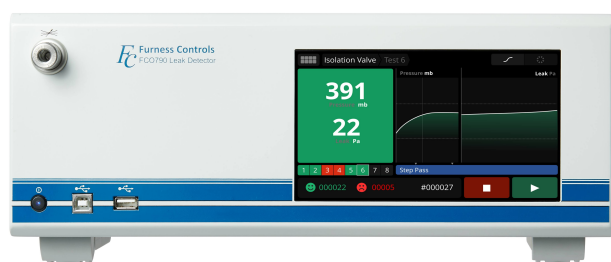 Furness Controls
FCO790 Leak Detector
FC
Isolation Valve Test 6
391
mb
22
Pa
Pressure mb
Leak Pa
1 2 3 4 5 6 7 8
Step Pass
000022
00005
#000027